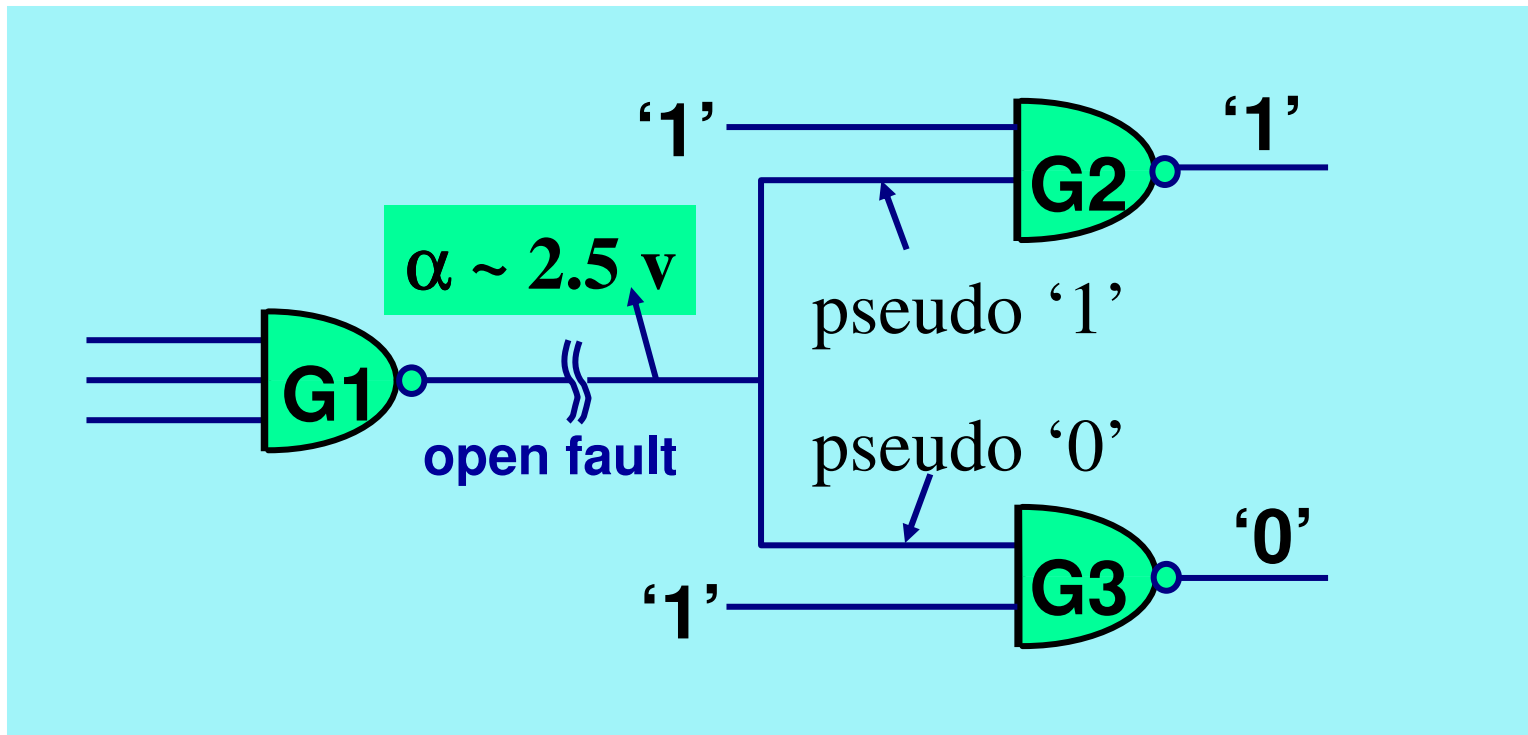 ‘1’
G2
‘1’
α ~ 2.5 v
pseudo ‘1’
G1
open fault
pseudo ‘0’
‘1’
G3
‘0’